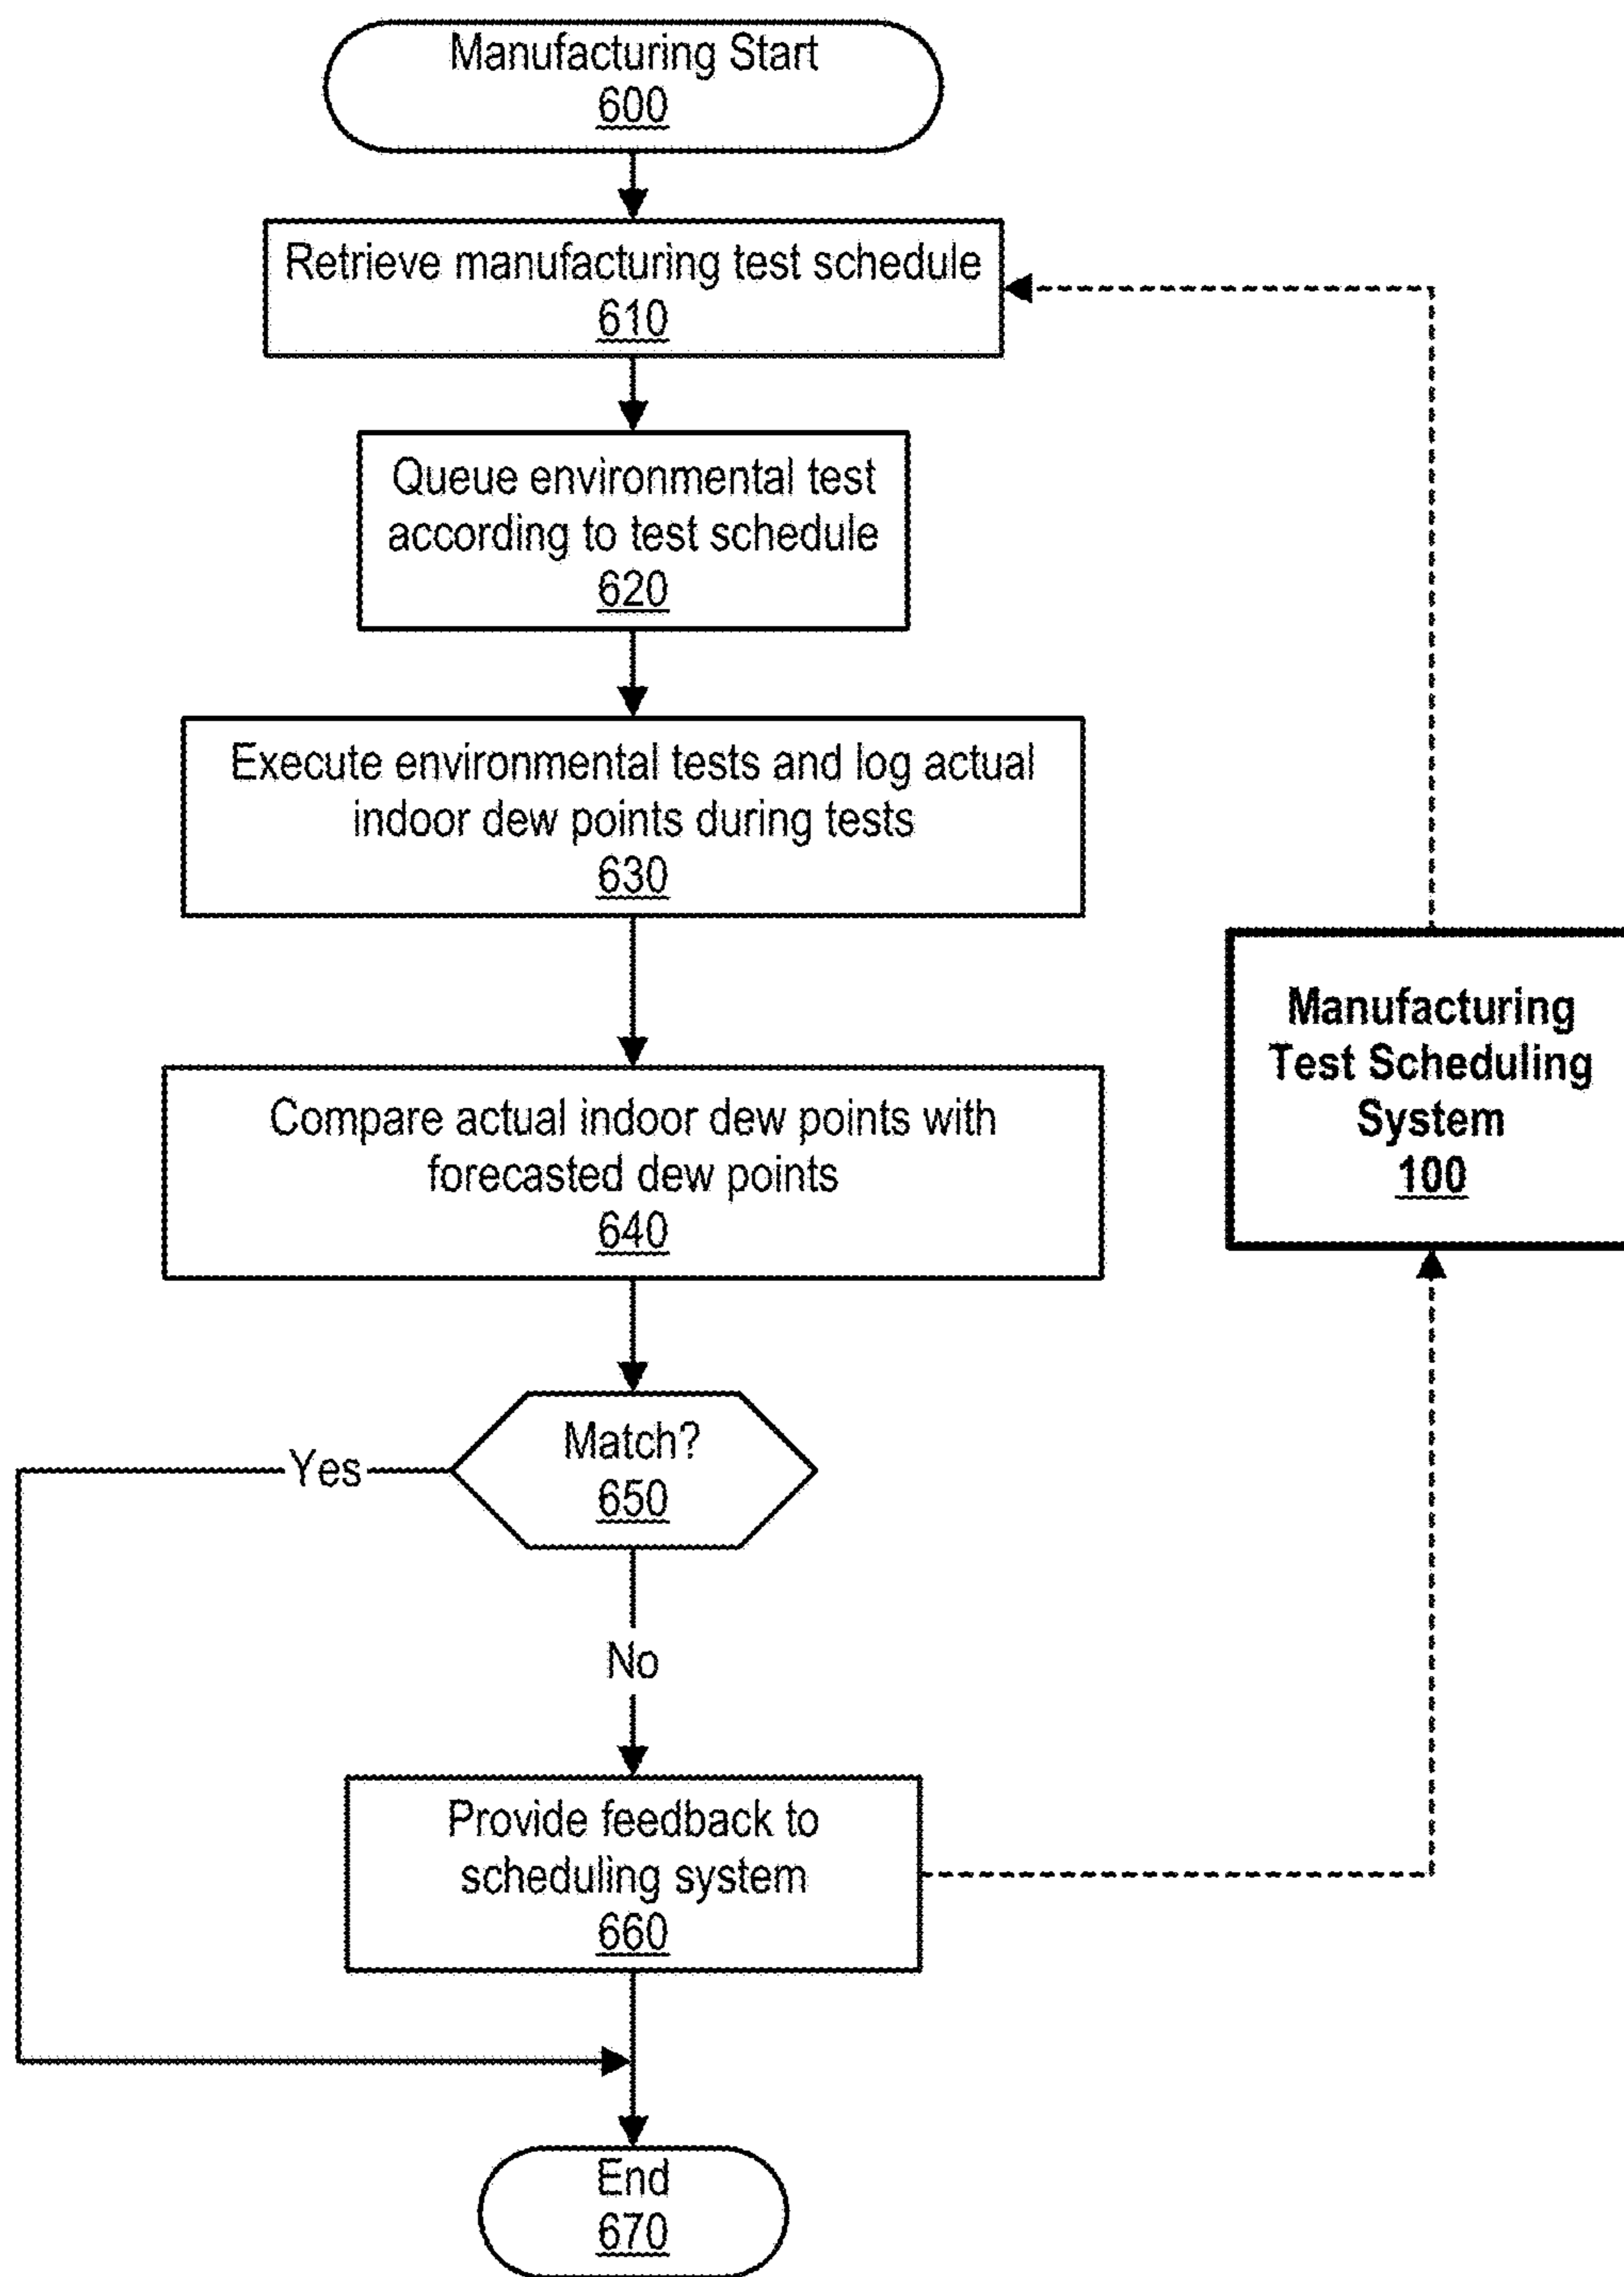 Manufacturing Start
600
Retrieve manufacturing test schedule
610
Queue environmental test
according to test schedule
620
Execute environmental tests and log actual
indoor dew points during tests
630
Manufacturing
Test Scheduling
System
100
Compare actual indoor dew points with
forecasted dew points
640
Match?
650
Yes
No
Provide feedback to
scheduling system
660
End
670